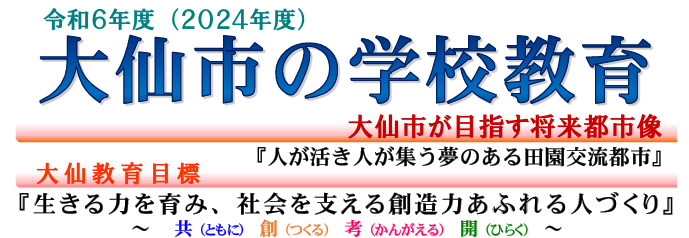 令和6年度（2024年度）
大仙市の学校教育
大仙市が目指す将来都市像
『人が活き人が集う夢のある田園交流都市』
大仙教育目標
『生きる力を育み、社会を支える創造力あふれる人づくり』
～ 共（ともに） 創（つくる） 考（かんがえる） 開（ひらく） ～